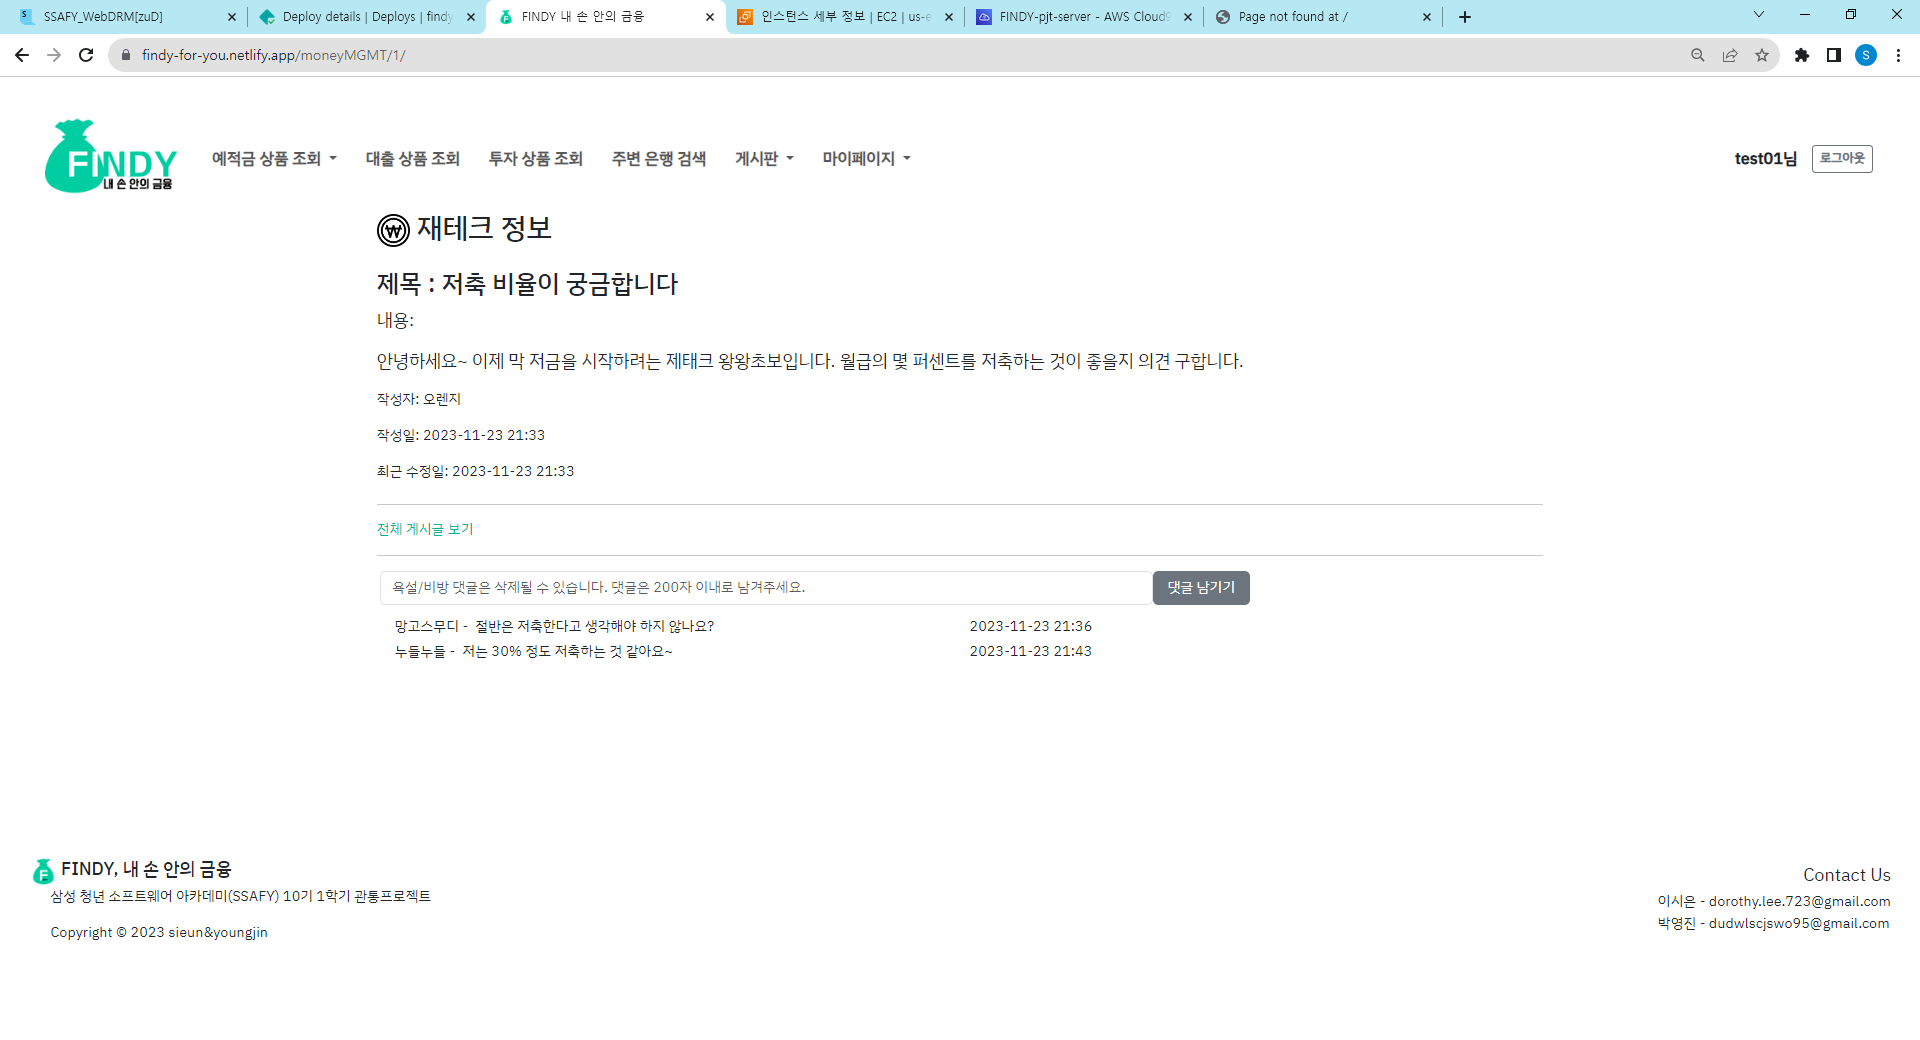 SSAFY_WebDRM[zuD]
Deploy details | Deploys | findy
FINDY 내 손 안의 금융
인스턴스 세부 정보 | EC2 | us-e
FINDY-pjt-server - AWS Cloud9
Page not found at /
findy-for-you.netlify.app/moneyMGMT/1/
S
FINDY
내 손 안의 금융
예적금 상품 조회
대출 상품 조회
투자 상품 조회
주변 은행 검색
게시판
마이페이지
test01님
로그아웃
재테크 정보
제목 : 저축 비율이 궁금합니다
내용:
안녕하세요~ 이제 막 저금을 시작하려는 제태크 왕왕초보입니다. 월급의 몇 퍼센트를 저축하는 것이 좋을지 의견 구합니다.
작성자: 오렌지
작성일: 2023-11-23 21:33
최근 수정일: 2023-11-23 21:33
전체 게시글 보기
욕설/비방 댓글은 삭제될 수 있습니다. 댓글은 200자 이내로 남겨주세요.
댓글 남기기
망고스무디 - 절반은 저축한다고 생각해야 하지 않나요? 2023-11-23 21:36
누들누들 - 저는 30% 정도 저축하는 것 같아요~ 2023-11-23 21:43
F
FINDY, 내 손 안의 금융
삼성 청년 소프트웨어 아카데미(SSAFY) 10기 1학기 관통프로젝트
Copyright © 2023 sieun&youngjin
Contact Us
이시은 - dorothy.lee.723@gmail.com
박영진 - dudwlscjswo95@gmail.com